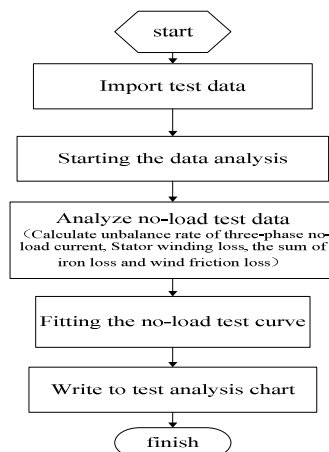 start
Import test data
Starting the data analysis
Analyze no-load test data
(Calculate unbalance rate of three-phase no-
load current, Stator winding loss, the sum of
iron loss and wind friction loss)
Fitting the no-load test curve
Write to test analysis chart
finish